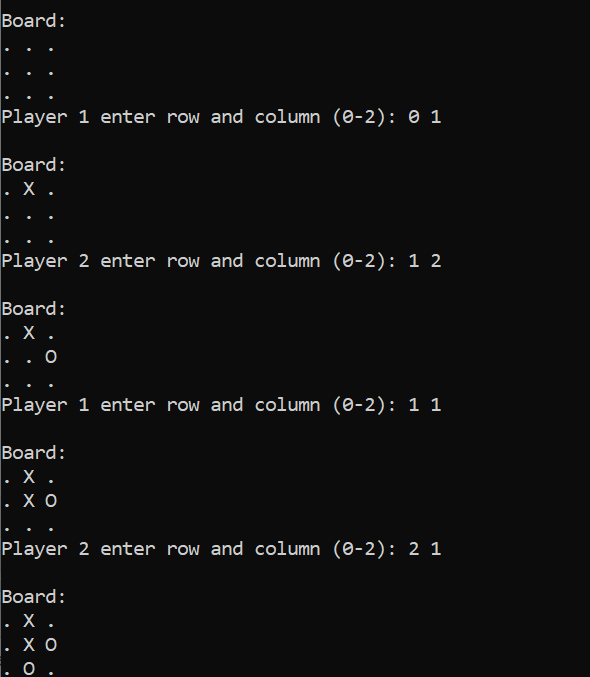 Board:
. . .
. . .
. . .
Player 1 enter row and column (0-2): 0 1

Board:
. X .
. . .
. . .
Player 2 enter row and column (0-2): 1 2

Board:
. X .
. . O
. . .
Player 1 enter row and column (0-2): 1 1

Board:
. X .
. X O
. . .
Player 2 enter row and column (0-2): 2 1

Board:
. X .
. X O
. O .